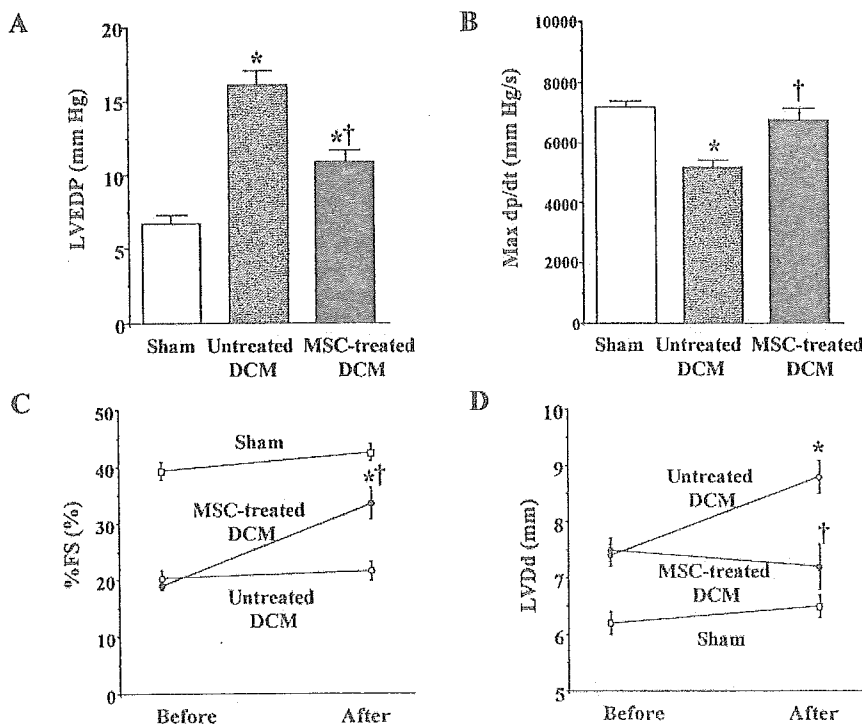 A
LVEDP (mm Hg)
20
15
10
5
0
*
*†
Sham
Untreated
DCM
MSC-treated
DCM
B
Max dp/dt (mm Hg/s)
10000
8000
6000
4000
2000
0
*
†
Sham
Untreated
DCM
MSC-treated
DCM
C
%FS (%)
50
40
30
20
10
0
Sham
*†
MSC-treated
DCM
Untreated
DCM
Before
After
D
LVDd (mm)
10
9
8
7
6
5
*
Untreated
DCM
†
MSC-treated
DCM
Sham
Before
After